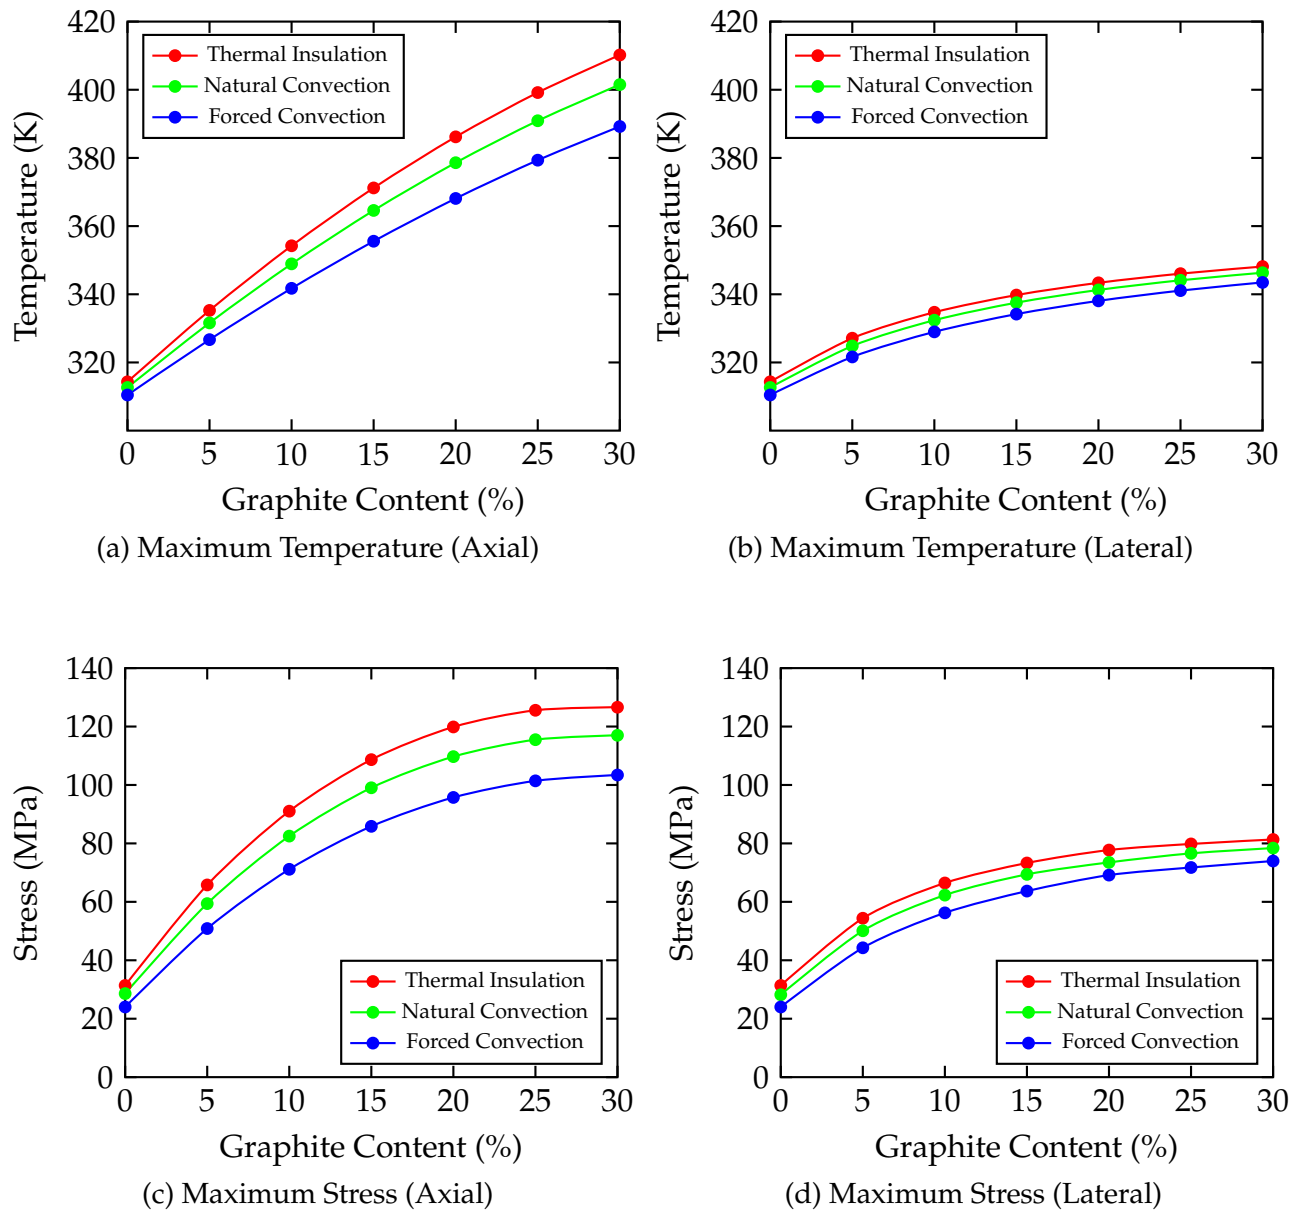 420
400
380
360
340
320
Temperature (K)
Thermal Insulation
Natural Convection
Forced Convection
0 5 10 15 20 25 30
Graphite Content (%)
(a) Maximum Temperature (Axial)
420
400
380
360
340
320
Temperature (K)
Thermal Insulation
Natural Convection
Forced Convection
0 5 10 15 20 25 30
Graphite Content (%)
(b) Maximum Temperature (Lateral)
140
120
100
80
60
40
20
0
Stress (MPa)
Thermal Insulation
Natural Convection
Forced Convection
0 5 10 15 20 25 30
Graphite Content (%)
(c) Maximum Stress (Axial)
140
120
100
80
60
40
20
0
Stress (MPa)
Thermal Insulation
Natural Convection
Forced Convection
0 5 10 15 20 25 30
Graphite Content (%)
(d) Maximum Stress (Lateral)